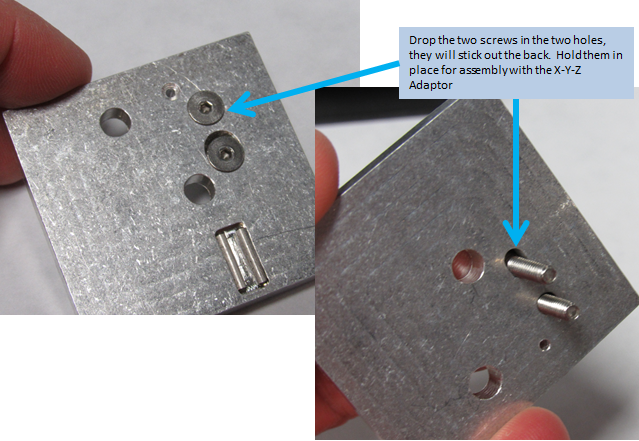 Drop the two screws in the two holes,
they will stick out the back.  Hold them in
place for assembly with the X-Y-Z
Adaptor